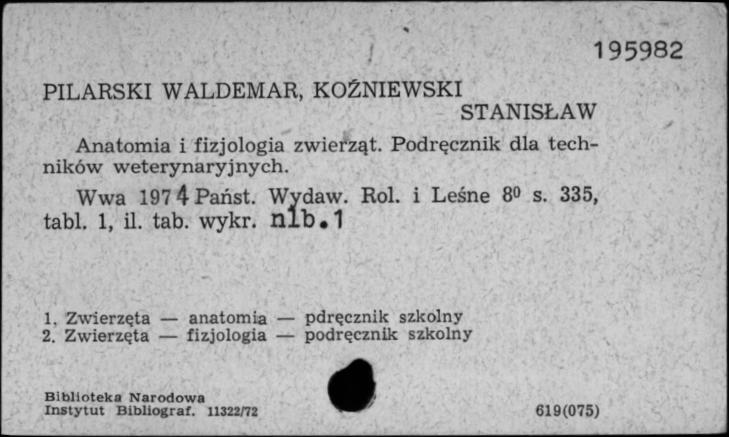 195982
PILARSKI WALDEMAR, KOŹNIEWSKI
STANISŁAW
Anatomia i fizjologia zwierząt. Podręcznik dla tech-
ników weterynaryjnych.
Wwa 1974 Państ. Wydaw. Rol. i Leśne 8⁰ s. 335,
tabl. 1, il. tab. wykr. nlb.1
1. Zwierzęta — anatomia — pdręcznik szkolny
2. Zwierzęta — fizjologia — podręcznik szkolny
Biblioteka Narodowa
Instytut Bibliograf. 11322/72
619(075)